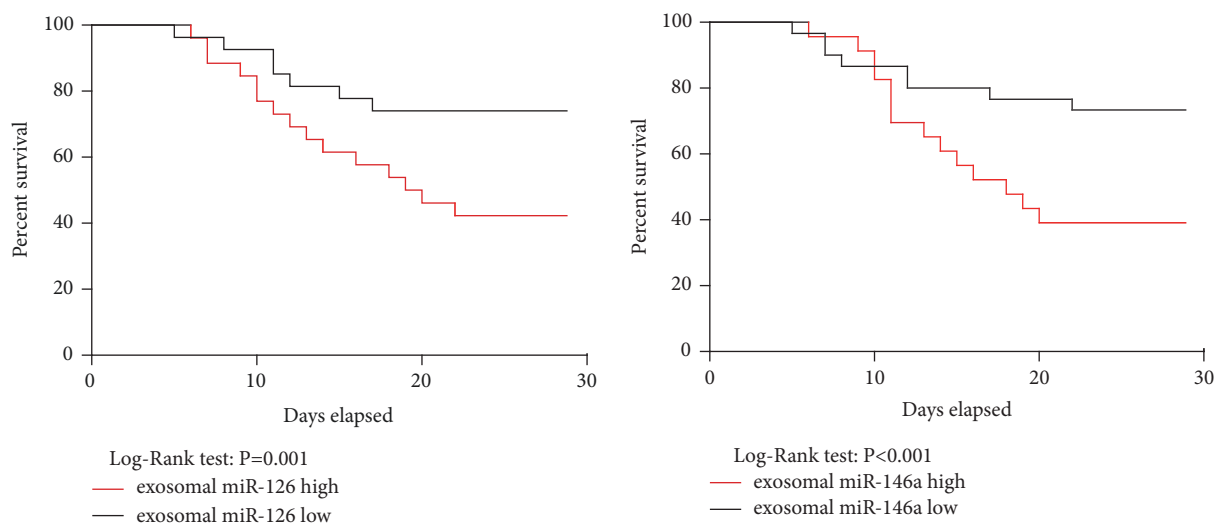 100
80
60
40
20
0
Percent survival
0 10 20 30
Days elapsed
Log-Rank test: P=0.001
exosomal miR-126 high
exosomal miR-126 low
100
80
60
40
20
0
Percent survival
0 10 20 30
Days elapsed
Log-Rank test: P<0.001
exosomal miR-146a high
exosomal miR-146a low